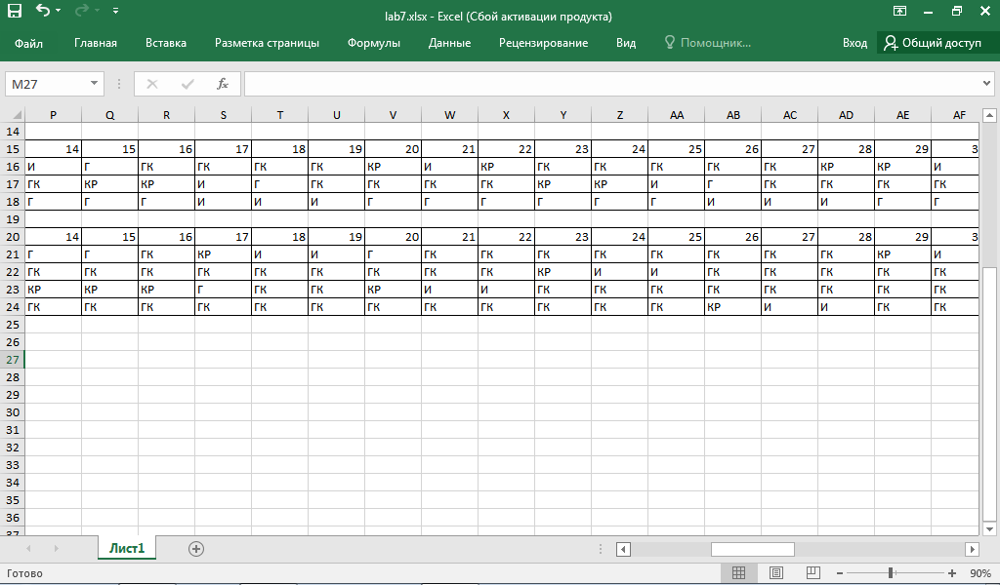 lab7.xlsx - Excel (Сбой активации продукта)
Файл Главная Вставка Разметка страницы Формулы Данные Рецензирование Вид Помощник... Вход Общий доступ
M27 fx
P Q R S T U V W X Y Z AA AB AC AD AE AF
14
15 14 15 16 17 18 19 20 21 22 23 24 25 26 27 28 29 3
16 И Г ГК ГК ГК ГК КР И КР ГК ГК ГК ГК ГК КР КР И
17 ГК КР КР И Г ГК ГК ГК ГК КР КР И Г ГК ГК ГК ГК
18 Г Г Г И И И Г Г Г Г Г Г И И И Г Г
19
20 14 15 16 17 18 19 20 21 22 23 24 25 26 27 28 29 3
21 Г Г ГК КР И И Г ГК ГК ГК ГК ГК ГК ГК ГК КР И
22 ГК ГК ГК ГК ГК ГК ГК ГК ГК КР И И ГК ГК ГК ГК ГК
23 КР КР КР Г ГК ГК КР И И ГК ГК ГК ГК ГК ГК ГК ГК
24 ГК ГК ГК ГК ГК ГК ГК ГК ГК ГК ГК ГК КР И И ГК ГК
25
26
27
28
29
30
31
32
33
34
35
36
37
Лист1
Готово 90%